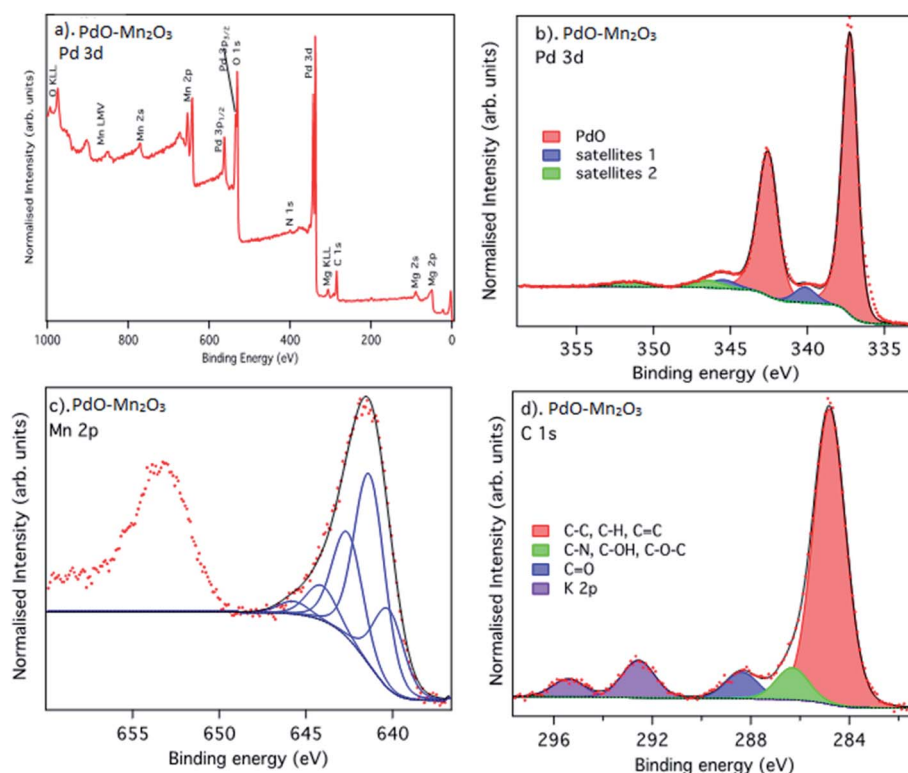 a). PdO-Mn₂O₃
Pd 3d
O KLL
Mn LMV
Mn 2s
Mn 2p
Pd 3p₁/₂
Pd 3p₃/₂
O 1s
N 1s
Pd 3d
Mg KLL
C 1s
Mg 2s
Mg 2p
Normalised Intensity (arb. units)
1000 800 600 400 200 0
Binding Energy (eV)
b). PdO-Mn₂O₃
Pd 3d
PdO
satellites 1
satellites 2
Normalised Intensity (arb. units)
355 350 345 340 335
Binding energy (eV)
c). PdO-Mn₂O₃
Mn 2p
Normalised Intensity (arb. units)
655 650 645 640
Binding energy (eV)
d). PdO-Mn₂O₃
C 1s
C-C, C-H, C=C
C-N, C-OH, C-O-C
C=O
K 2p
Normalised Intensity (arb. units)
296 292 288 284
Binding energy (eV)